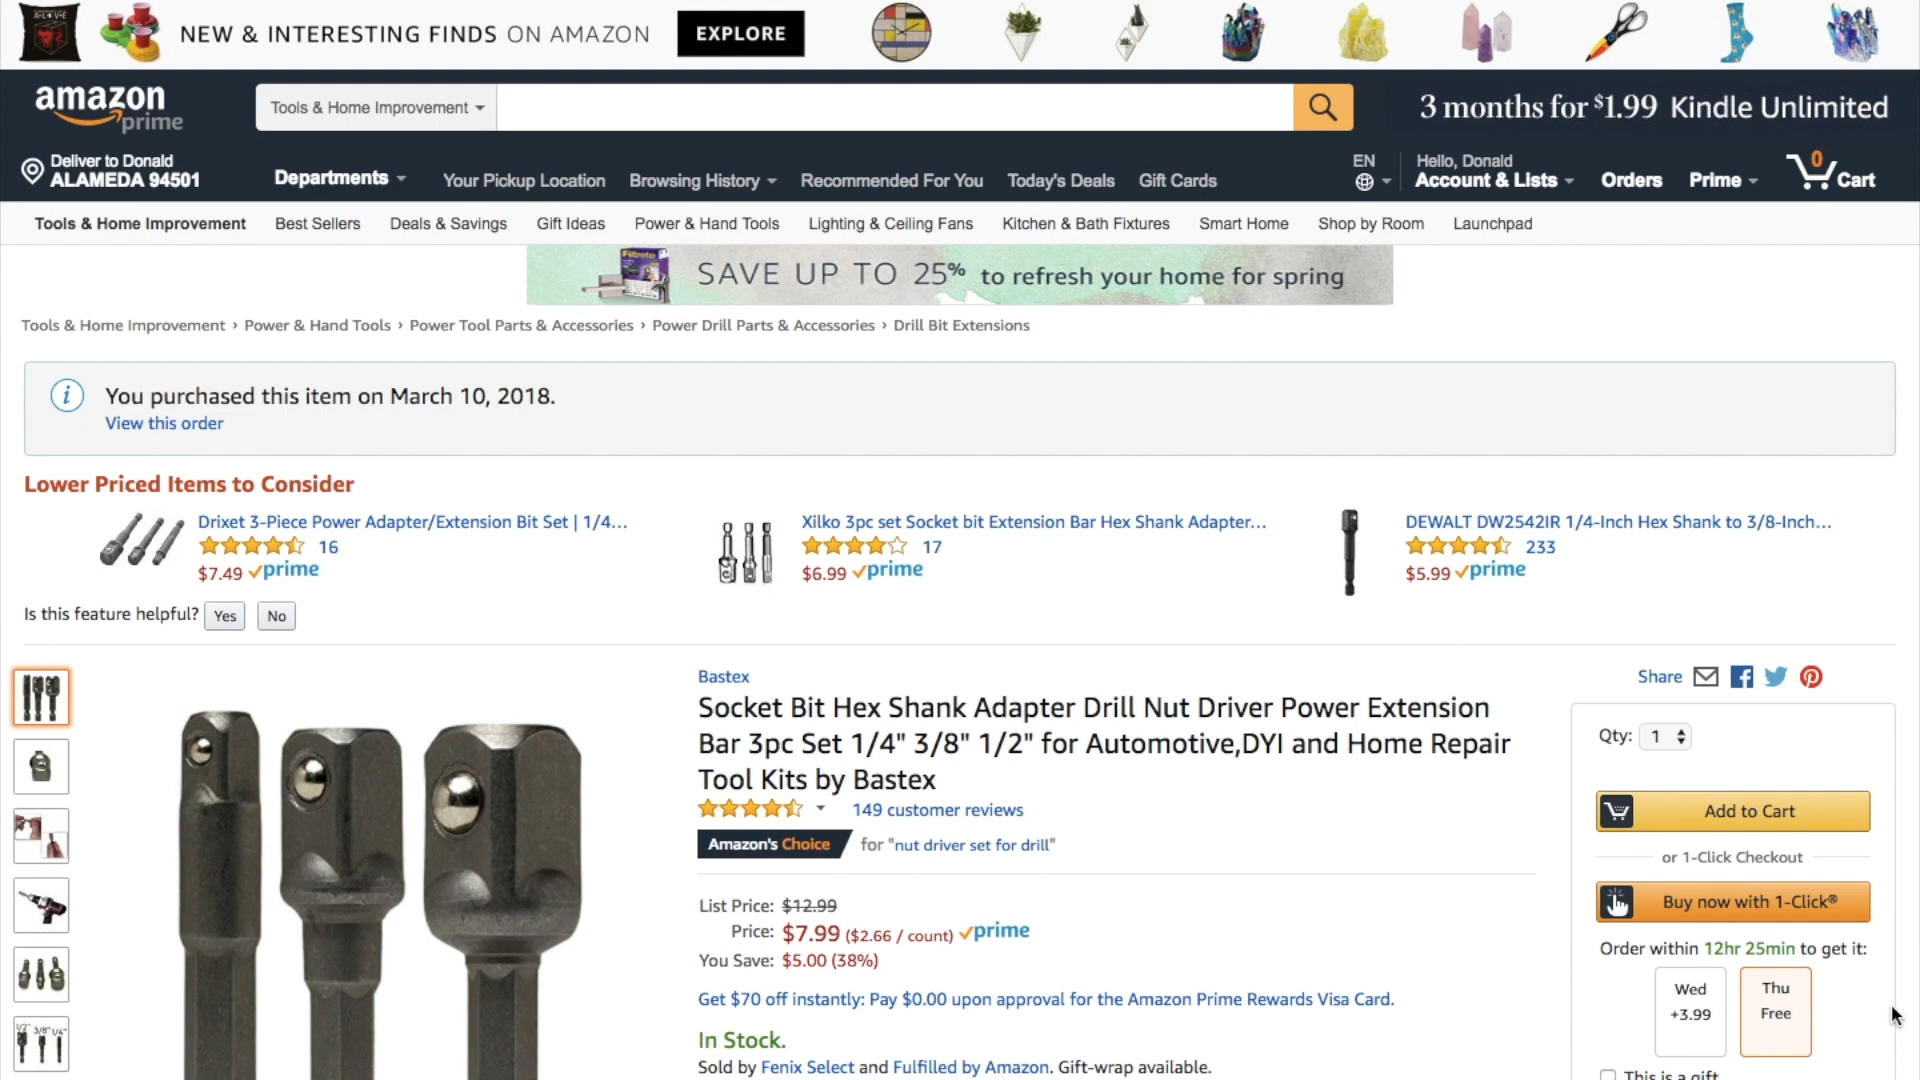 NEW & INTERESTING FINDS ON AMAZON EXPLORE
amazon prime
Tools & Home Improvement
3 months for $1.99 Kindle Unlimited
Deliver to Donald
ALAMEDA 94501
Departments Your Pickup Location Browsing History Recommended For You Today's Deals Gift Cards
EN
Hello, Donald
Account & Lists Orders Prime 0 Cart
Tools & Home Improvement Best Sellers Deals & Savings Gift Ideas Power & Hand Tools Lighting & Ceiling Fans Kitchen & Bath Fixtures Smart Home Shop by Room Launchpad
Filtrete
SAVE UP TO 25% to refresh your home for spring
Tools & Home Improvement › Power & Hand Tools › Power Tool Parts & Accessories › Power Drill Parts & Accessories › Drill Bit Extensions
i You purchased this item on March 10, 2018.
View this order
Lower Priced Items to Consider
Drixet 3-Piece Power Adapter/Extension Bit Set | 1/4…
16
$7.49 prime
Xilko 3pc set Socket bit Extension Bar Hex Shank Adapter…
17
$6.99 prime
DEWALT DW2542IR 1/4-Inch Hex Shank to 3/8-Inch…
233
$5.99 prime
Is this feature helpful? Yes No
Bastex
Socket Bit Hex Shank Adapter Drill Nut Driver Power Extension
Bar 3pc Set 1/4" 3/8" 1/2" for Automotive,DYI and Home Repair
Tool Kits by Bastex
149 customer reviews
Amazon's Choice for "nut driver set for drill"
List Price: $12.99
Price: $7.99 ($2.66 / count) prime
You Save: $5.00 (38%)
Get $70 off instantly: Pay $0.00 upon approval for the Amazon Prime Rewards Visa Card.
In Stock.
Sold by Fenix Select and Fulfilled by Amazon. Gift-wrap available.
1/2" 3/8" 1/4"
Share
Qty: 1
Add to Cart
or 1-Click Checkout
Buy now with 1-Click®
Order within 12hr 25min to get it:
Wed
+3.99
Thu
Free
This is a gift